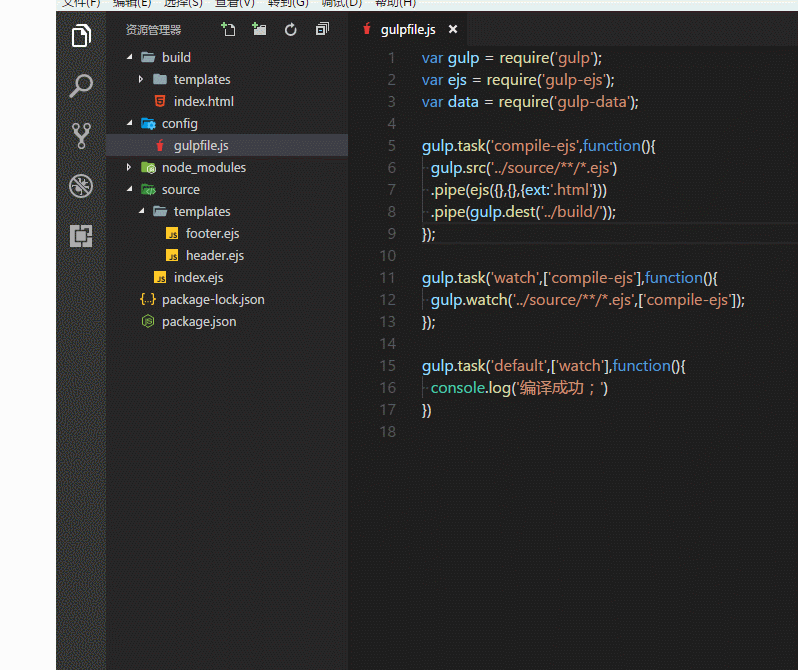 文件(F) 编辑(E) 选择(S) 查看(V) 转到(G) 调试(D) 帮助(H)
资源管理器
build
templates
index.html
config
gulpfile.js
node_modules
source
templates
footer.ejs
header.ejs
index.ejs
package-lock.json
package.json
gulpfile.js
1 var gulp = require('gulp');
2 var ejs = require('gulp-ejs');
3 var data = require('gulp-data');
4
5 gulp.task('compile-ejs',function(){
6 gulp.src('../source/**/*.ejs')
7 .pipe(ejs({},{},{ext:'.html'}))
8 .pipe(gulp.dest('../build/'));
9 });
10
11 gulp.task('watch',['compile-ejs'],function(){
12 gulp.watch('../source/**/*.ejs',['compile-ejs']);
13 });
14
15 gulp.task('default',['watch'],function(){
16 console.log('编译成功；')
17 })
18